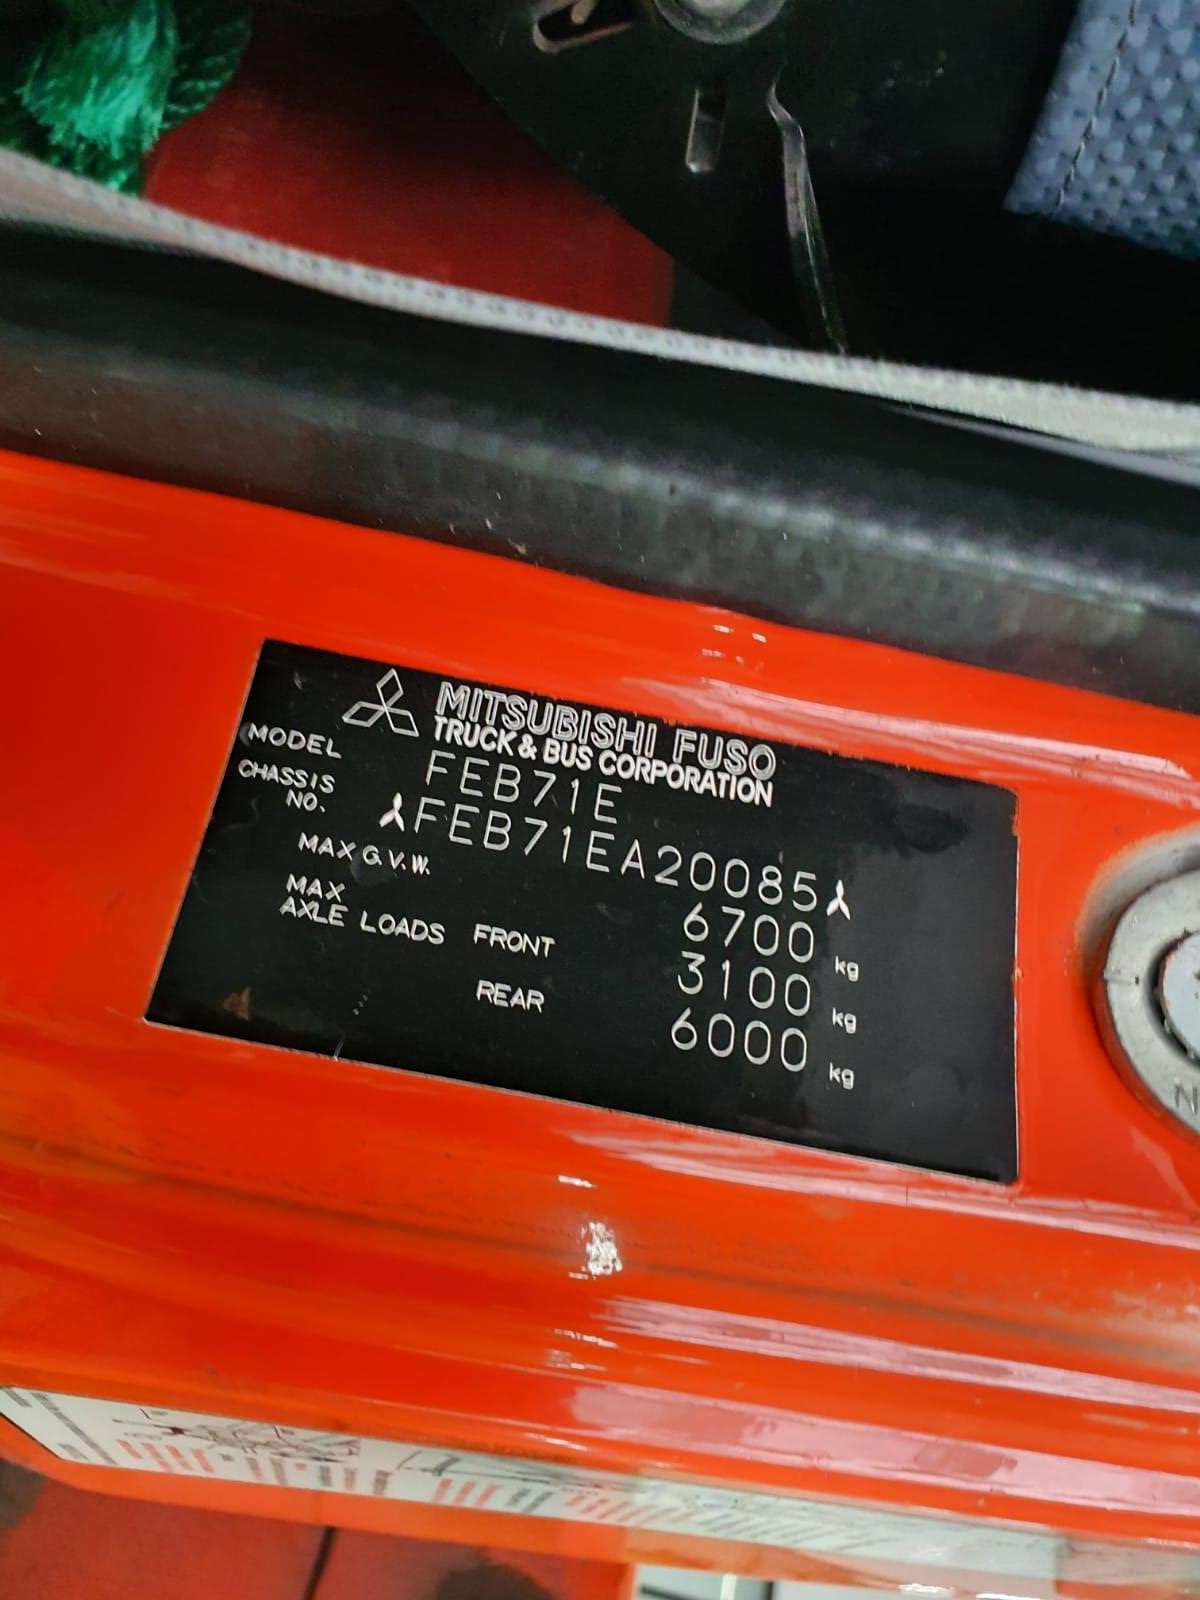 MITSUBISHI FUSO
TRUCK & BUS CORPORATION
MODEL FEB71E
CHASSIS NO. FEB71EA20085
MAX G.V.W. 6700 kg
MAX AXLE LOADS FRONT 3100 kg
REAR 6000 kg
N